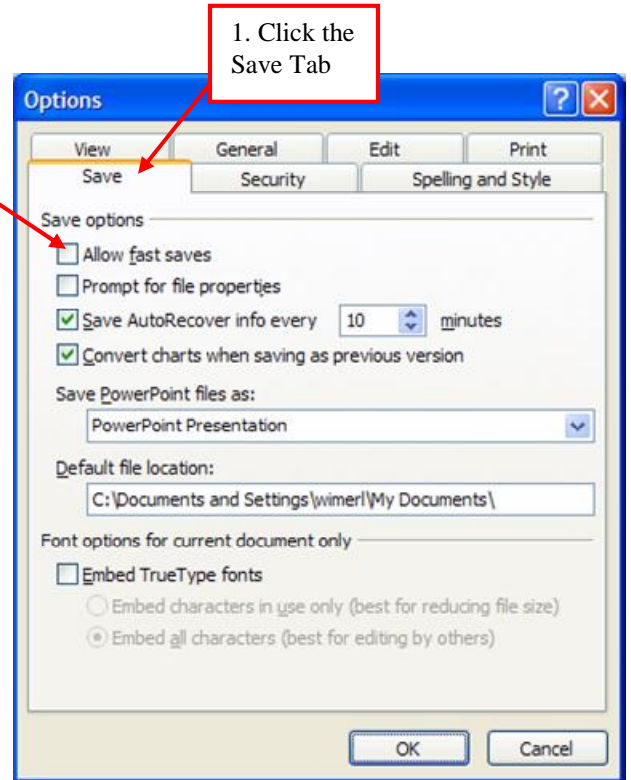 1. Click the
Save Tab
Options
View General Edit Print
Save Security Spelling and Style
Save options
Allow fast saves
Prompt for file properties
Save AutoRecover info every 10 minutes
Convert charts when saving as previous version
Save PowerPoint files as:
PowerPoint Presentation
Default file location:
C:\Documents and Settings\wimerl\My Documents\
Font options for current document only
Embed TrueType fonts
Embed characters in use only (best for reducing file size)
Embed all characters (best for editing by others)
OK Cancel